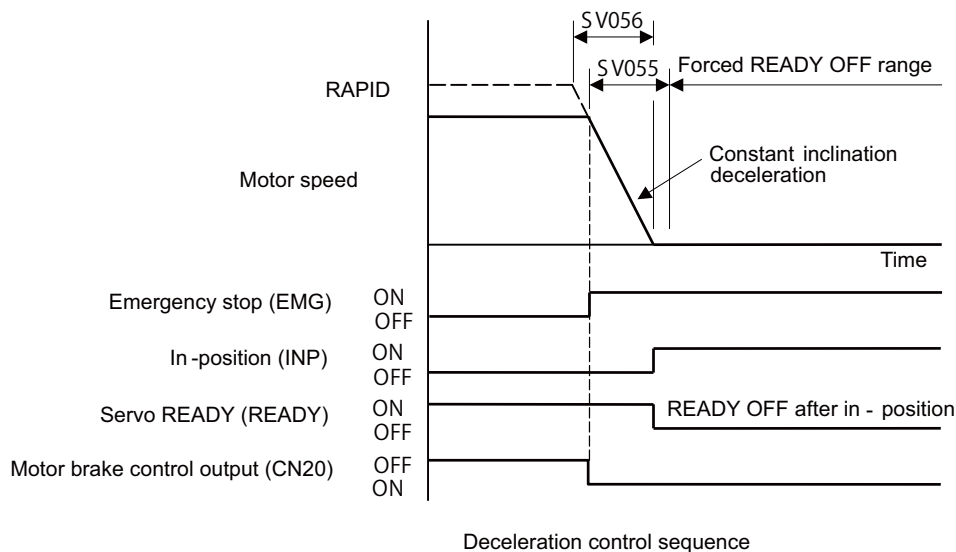 SV056
SV055
Forced READY OFF range
RAPID
Constant inclination
deceleration
Motor speed
Time
Emergency stop (EMG)
ON
OFF
In-position (INP)
ON
OFF
Servo READY (READY)
ON
OFF
READY OFF after in - position
Motor brake control output (CN20)
OFF
ON
Deceleration control sequence